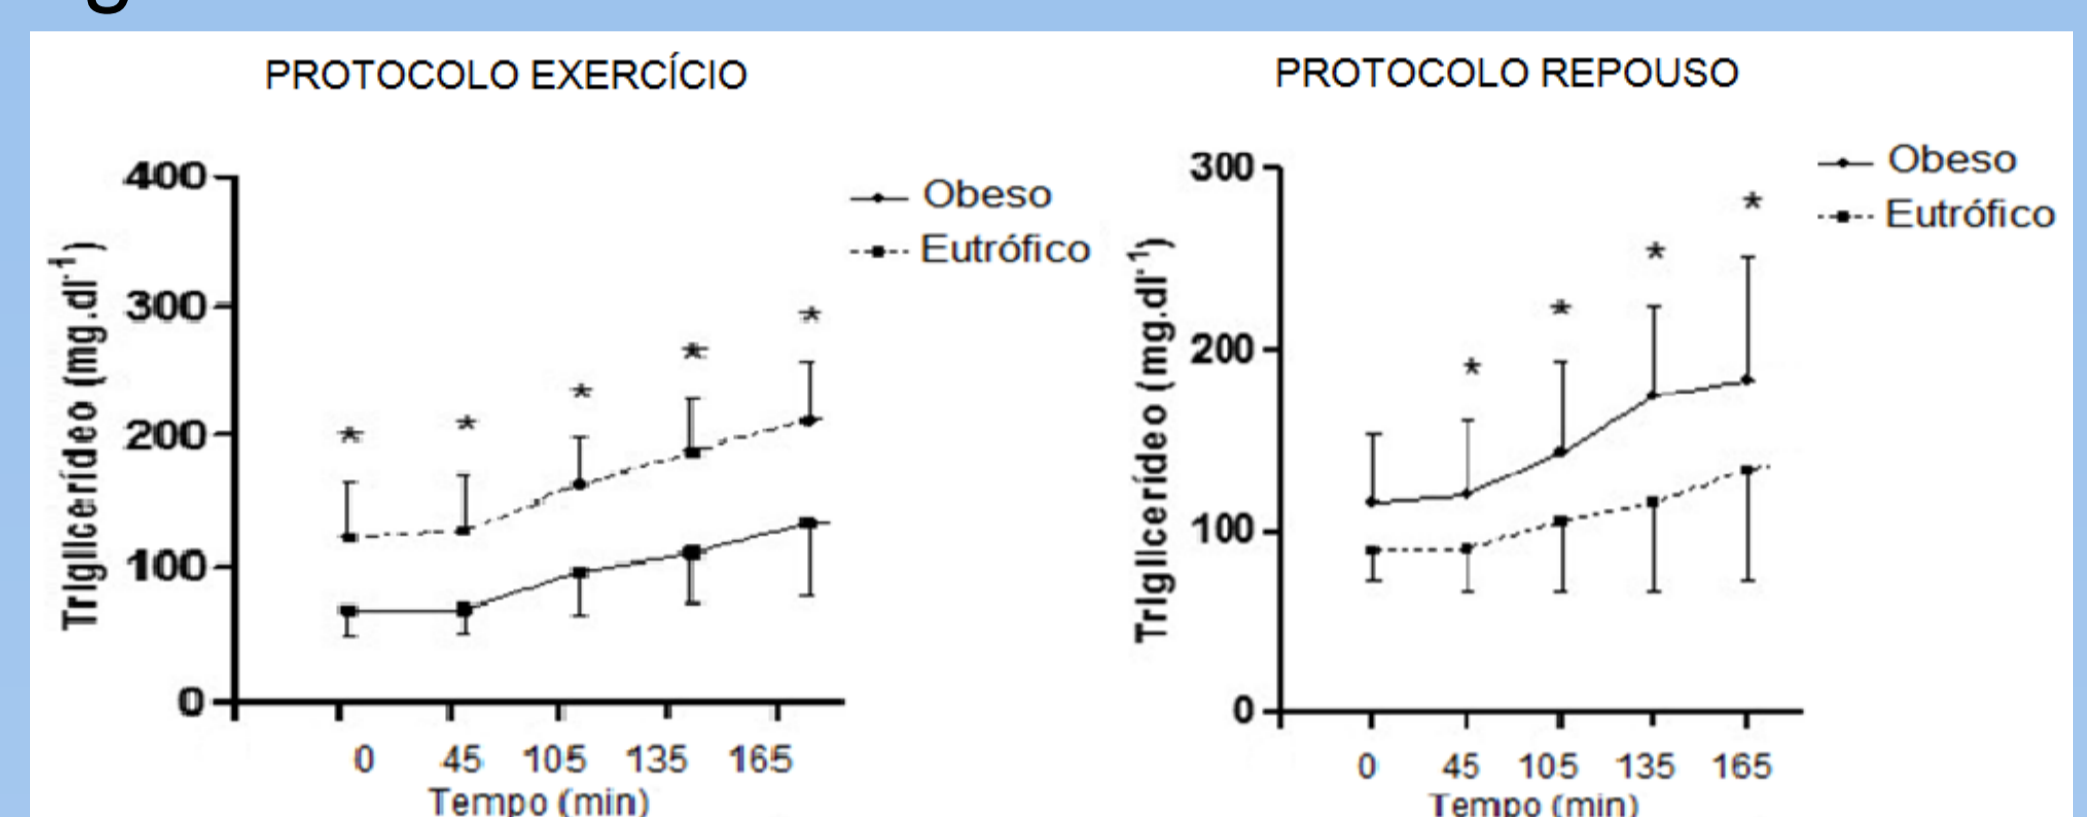 PROTOCOLO EXERCÍCIO
400
300
200
100
0
Triglicerídeo (mg.dl-1)
* * * * *
Obeso
Eutrófico
0 45 105 135 165
Tempo (min)
PROTOCOLO REPOUSO
300
200
100
0
Triglicerídeo (mg.dl-1)
* * * *
Obeso
Eutrófico
0 45 105 135 165
Tempo (min)